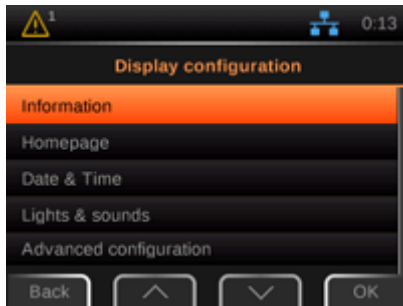 1
0:13
Display configuration
Information
Homepage
Date & Time
Lights & sounds
Advanced configuration
Back
OK